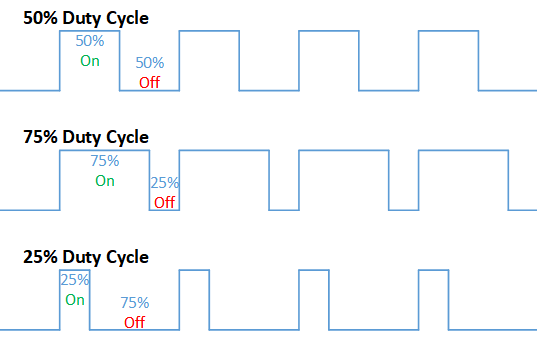 50% Duty Cycle
50%
On
50%
Off
75% Duty Cycle
75%
On
25%
Off
25% Duty Cycle
25%
On
75%
Off